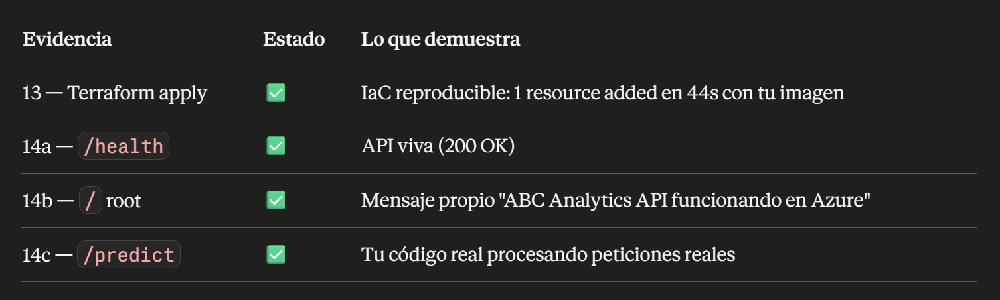 Evidencia Estado Lo que demuestra
13 — Terraform apply ✅ IaC reproducible: 1 resource added en 44s con tu imagen
14a — /health ✅ API viva (200 OK)
14b — / root ✅ Mensaje propio "ABC Analytics API funcionando en Azure"
14c — /predict ✅ Tu código real procesando peticiones reales